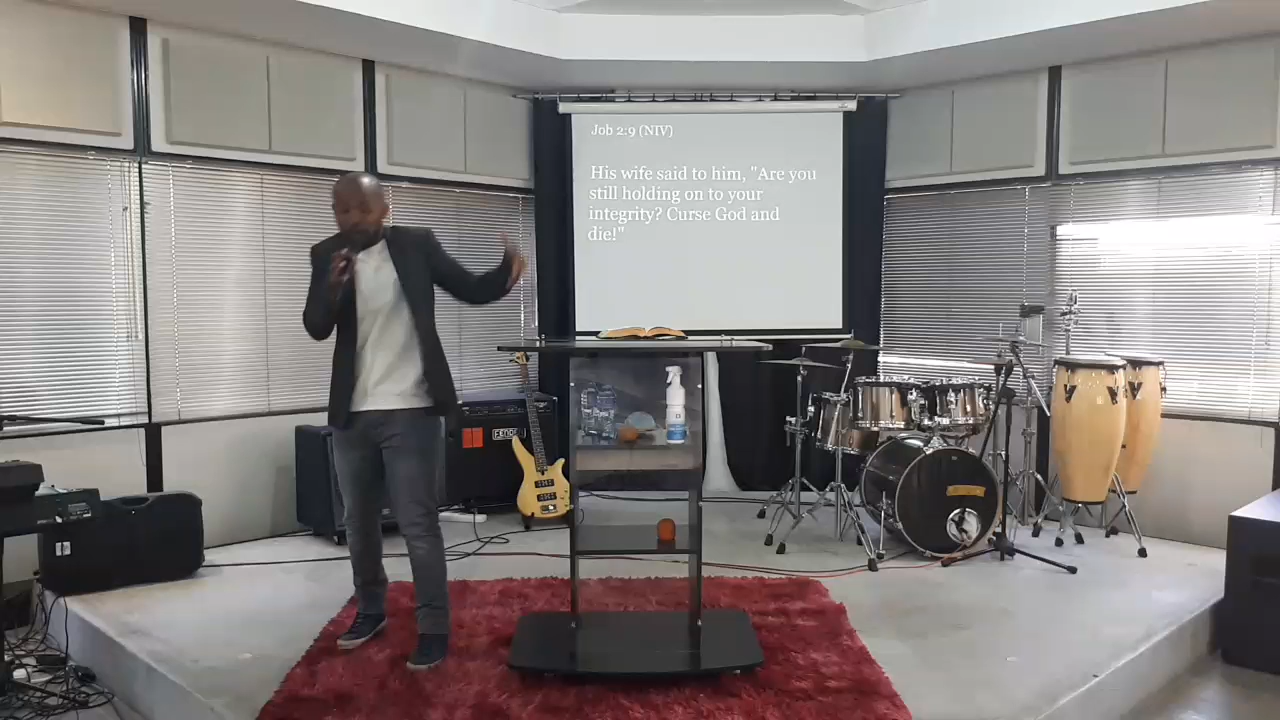 Job 2:9 (NIV)
His wife said to him, "Are you
still holding on to your
integrity? Curse God and
die!"